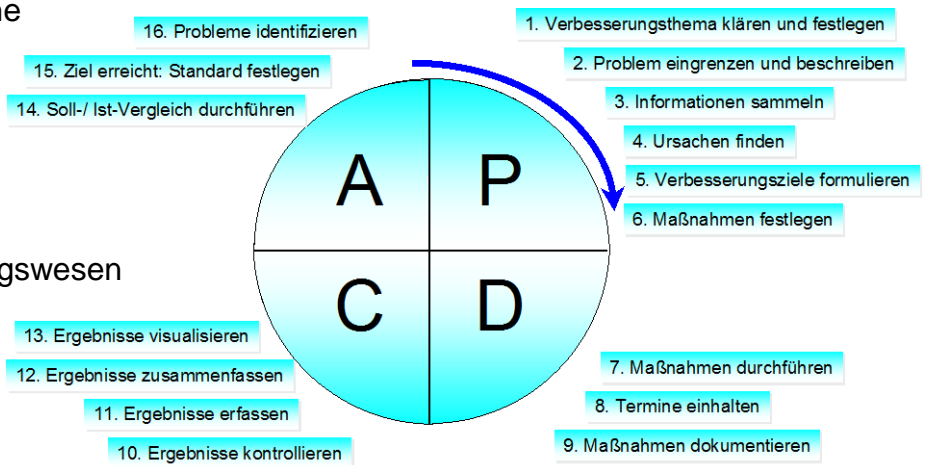 ne
16. Probleme identifizieren
15. Ziel erreicht: Standard festlegen
14. Soll-/ Ist-Vergleich durchführen
1. Verbesserungsthema klären und festlegen
2. Problem eingrenzen und beschreiben
3. Informationen sammeln
4. Ursachen finden
5. Verbesserungsziele formulieren
6. Maßnahmen festlegen
A
P
gswesen
C
D
13. Ergebnisse visualisieren
12. Ergebnisse zusammenfassen
11. Ergebnisse erfassen
10. Ergebnisse kontrollieren
7. Maßnahmen durchführen
8. Termine einhalten
9. Maßnahmen dokumentieren